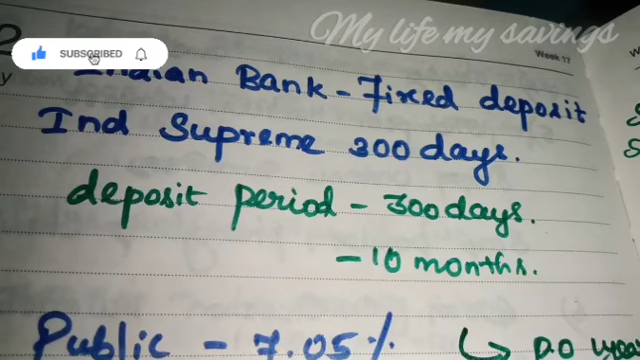 My life my savings
Week 17
SUBSCRIBED
Indian Bank - Fixed deposit
Ind Supreme 300 days.
deposit period - 300 days.
- 10 months.
Public - 7.05%